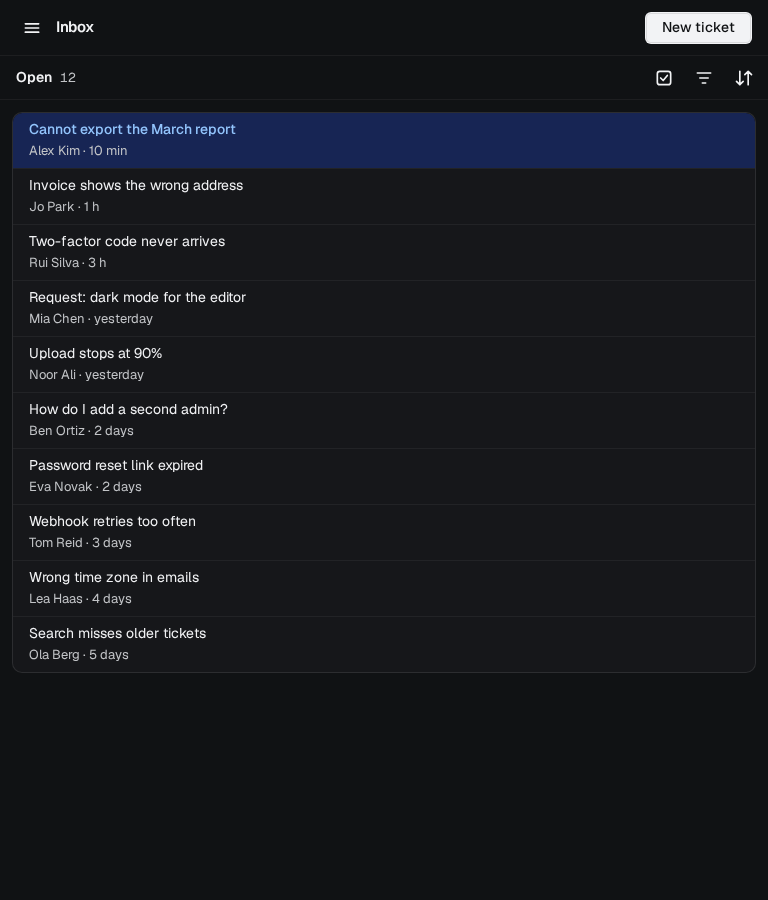 Inbox
New ticket
Open 12
Cannot export the March report
Alex Kim · 10 min
Invoice shows the wrong address
Jo Park · 1 h
Two-factor code never arrives
Rui Silva · 3 h
Request: dark mode for the editor
Mia Chen · yesterday
Upload stops at 90%
Noor Ali · yesterday
How do I add a second admin?
Ben Ortiz · 2 days
Password reset link expired
Eva Novak · 2 days
Webhook retries too often
Tom Reid · 3 days
Wrong time zone in emails
Lea Haas · 4 days
Search misses older tickets
Ola Berg · 5 days